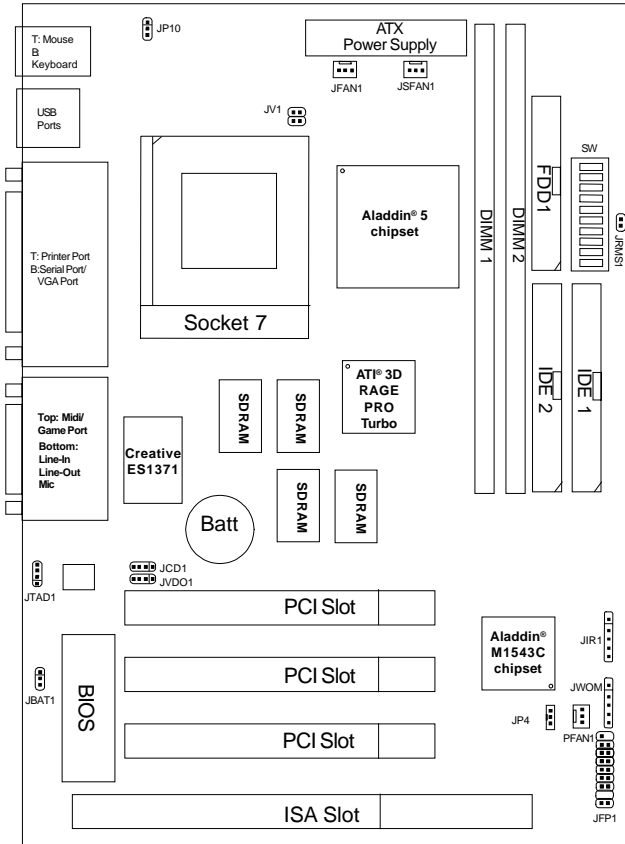 JP10
ATX
Power Supply
T: Mouse
B:
Keyboard
JFAN1
JSFAN1
USB
Ports
JV1
SW
FDD1
Aladdin® 5
chipset
DIMM 1
DIMM 2
JRMS1
T: Printer Port
B:Serial Port/
VGA Port
Socket 7
IDE 2
IDE 1
ATI® 3D
RAGE
PRO
Turbo
SDRAM
SDRAM
Top: Midi/
Game Port
Bottom:
Line-In
Line-Out
Mic
Creative
ES1371
SDRAM
SDRAM
Batt
JCD1
JVDO1
JTAD1
PCI Slot
Aladdin®
M1543C
chipset
JIR1
BIOS
JBAT1
PCI Slot
JWOM
JP4
PFAN1
PCI Slot
ISA Slot
JFP1